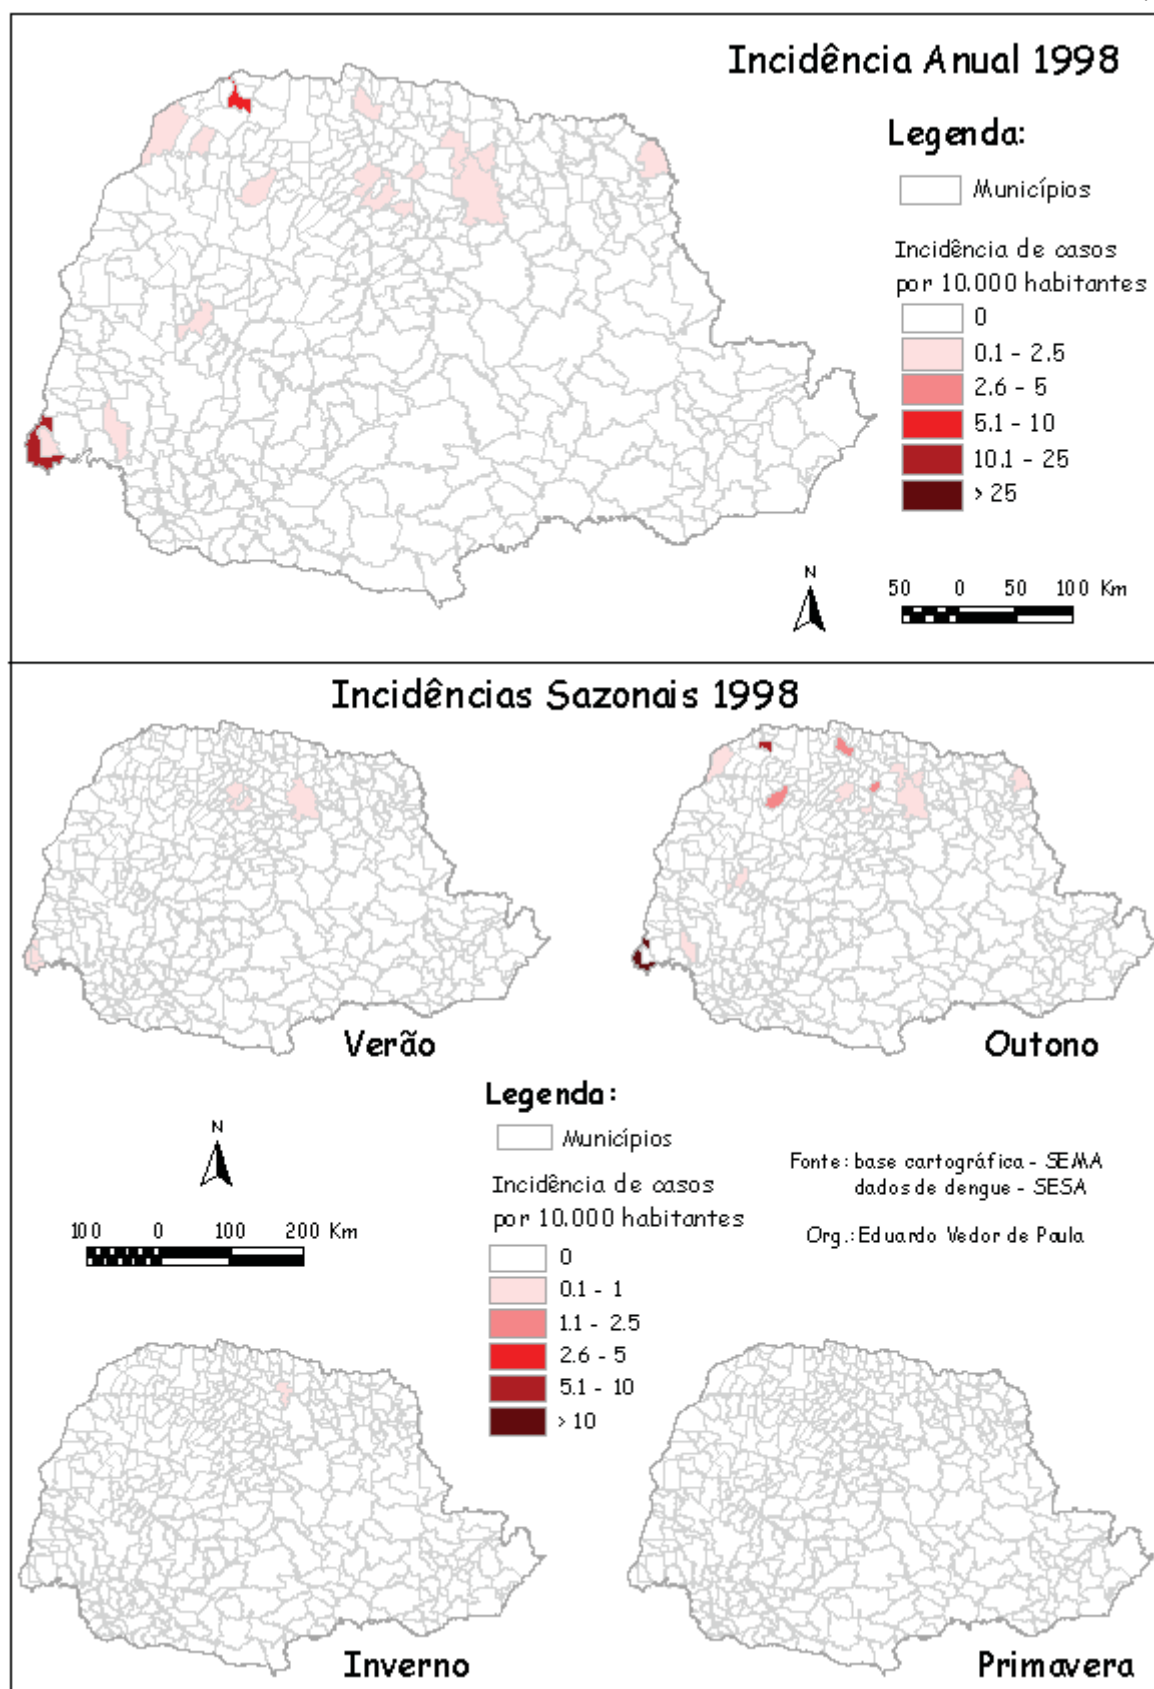 Incidência Anual 1998
Legenda:
Municípios
Incidência de casos
por 10.000 habitantes
0
0.1 - 2.5
2.6 - 5
5.1 - 10
10.1 - 25
> 25
N
50 0 50 100 Km
Incidências Sazonais 1998
Verão
Outono
Legenda:
Municípios
Incidência de casos
por 10.000 habitantes
0
0.1 - 1
1.1 - 2.5
2.6 - 5
5.1 - 10
> 10
N
100 0 100 200 Km
Fonte: base cartográfica - SEMA
dados de dengue - SESA
Org.: Eduardo Vedor de Paula
Inverno
Primavera